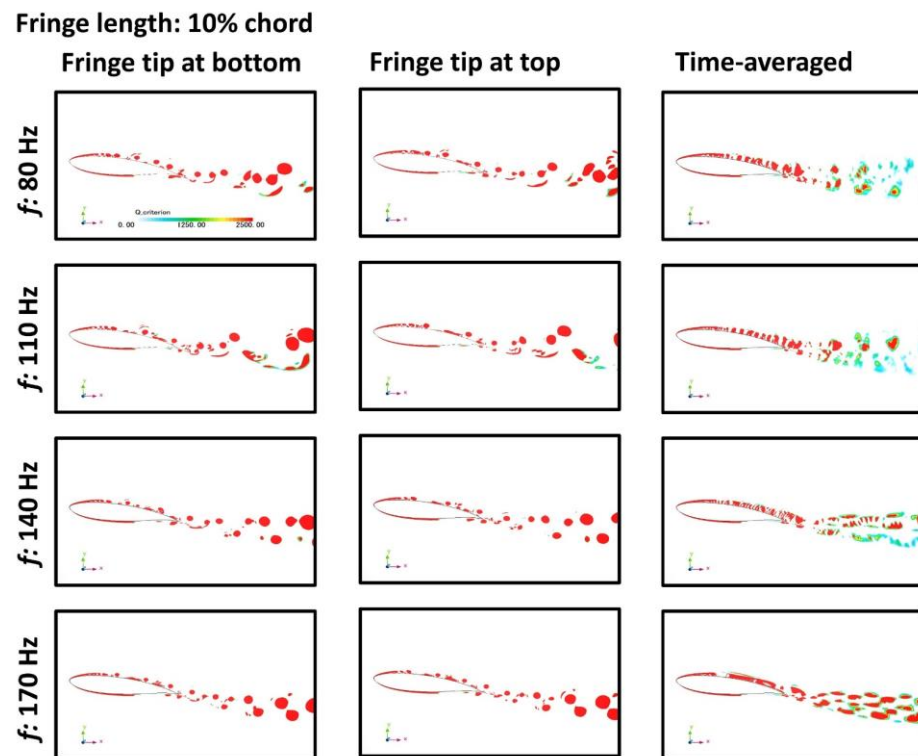 Fringe length: 10% chord
Fringe tip at bottom
Fringe tip at top
Time-averaged
f: 80 Hz
Q_criterion
0.00 1250.00 2500.00
f: 110 Hz
f: 140 Hz
f: 170 Hz